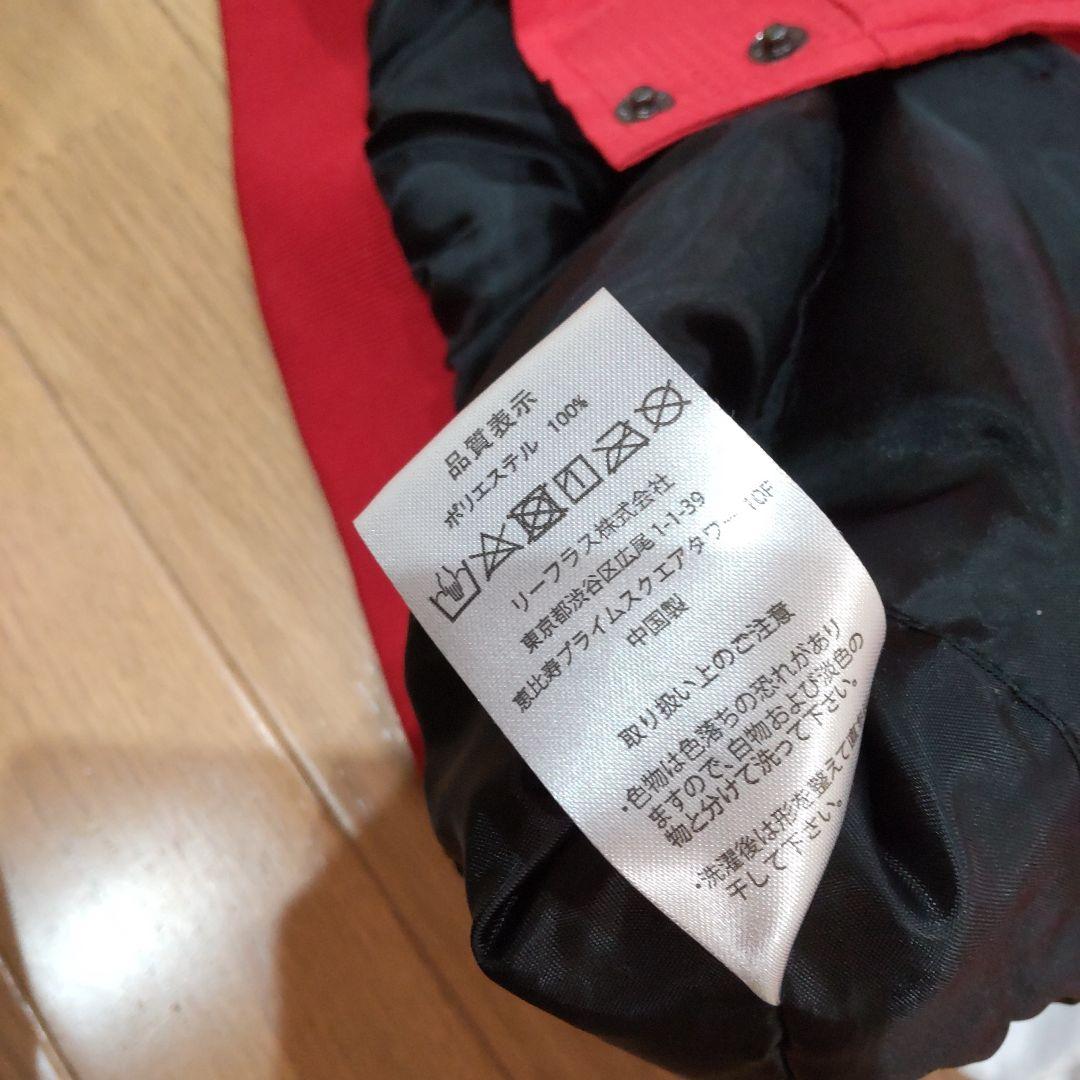 品質表示
ポリエステル 100%
リーフラス株式会社
東京都渋谷区広尾1-1-39
恵比寿プライムスクエアタワー 10F
中国製
取り扱い上のご注意
・色物は色落ちの恐れがあり
ますので、白物および淡色の
物と分けて洗って下さい。
・洗濯後は形を整えて直
干して下さい。